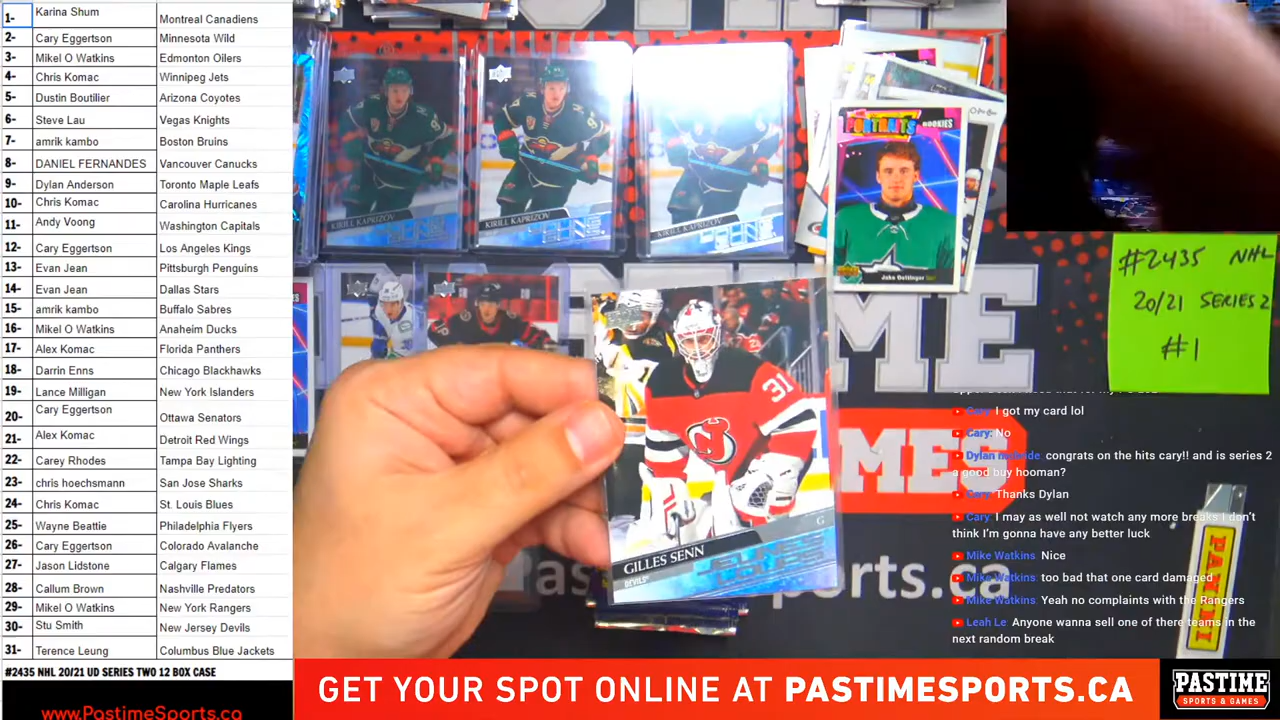 1- Karina Shum Montreal Canadiens
2- Cary Eggertson Minnesota Wild
3- Mikel O Watkins Edmonton Oilers
4- Chris Komac Winnipeg Jets
5- Dustin Boutilier Arizona Coyotes
6- Steve Lau Vegas Knights
7- amrik kambo Boston Bruins
8- DANIEL FERNANDES Vancouver Canucks
9- Dylan Anderson Toronto Maple Leafs
10- Chris Komac Carolina Hurricanes
11- Andy Voong Washington Capitals
12- Cary Eggertson Los Angeles Kings
13- Evan Jean Pittsburgh Penguins
14- Evan Jean Dallas Stars
15- amrik kambo Buffalo Sabres
16- Mikel O Watkins Anaheim Ducks
17- Alex Komac Florida Panthers
18- Darrin Enns Chicago Blackhawks
19- Lance Milligan New York Islanders
20- Cary Eggertson Ottawa Senators
21- Alex Komac Detroit Red Wings
22- Carey Rhodes Tampa Bay Lighting
23- chris hoechsmann San Jose Sharks
24- Chris Komac St. Louis Blues
25- Wayne Beattie Philadelphia Flyers
26- Cary Eggertson Colorado Avalanche
27- Jason Lidstone Calgary Flames
28- Callum Brown Nashville Predators
29- Mikel O Watkins New York Rangers
30- Stu Smith New Jersey Devils
31- Terence Leung Columbus Blue Jackets
#2435 NHL 20/21 UD SERIES TWO 12 BOX CASE
www.PastimeSports.ca
KIRILL KAPRIZOV
KIRILL KAPRIZOV
KIRILL KAPRIZOV
PORTRAITS
ROOKIES
Jake Oettinger
31
G
GILLES SENN
DEVILS
#2435 NHL
20/21 SERIES 2
#1
Cary: I got my card lol
Cary: No
congrats on the hits cary!! and is series 2
a good buy hooman?
Cary: Thanks Dylan
Cary: I may as well not watch any more breaks I don't
think I'm gonna have any better luck
Mike Watkins: Nice
Mike Watkins: too bad that one card damaged
Mike Watkins: Yeah no complaints with the Rangers
Leah Le Anyone wanna sell one of there teams in the
next random break
PANINI
GET YOUR SPOT ONLINE AT PASTIMESPORTS.CA
PASTIME
SPORTS & GAMES